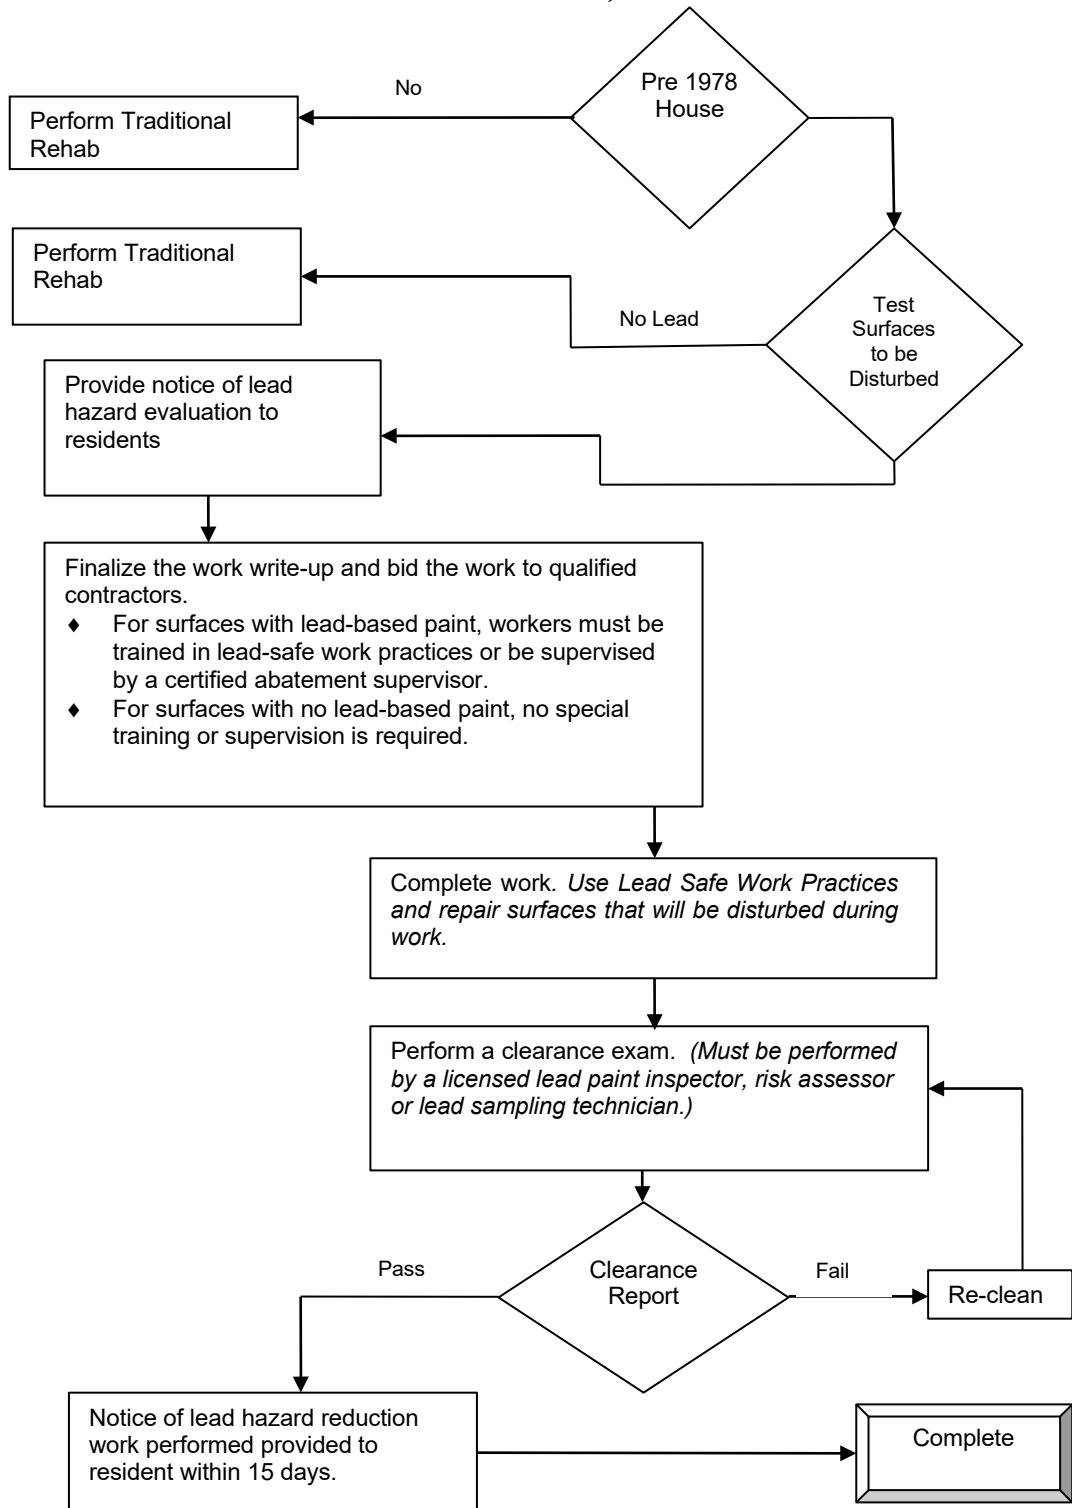 Pre 1978
House
No
Perform Traditional
Rehab
Perform Traditional
Rehab
No Lead
Test
Surfaces
to be
Disturbed
Provide notice of lead
hazard evaluation to
residents
Finalize the work write-up and bid the work to qualified
contractors.
♦ For surfaces with lead-based paint, workers must be
trained in lead-safe work practices or be supervised
by a certified abatement supervisor.
♦ For surfaces with no lead-based paint, no special
training or supervision is required.
Complete work. Use Lead Safe Work Practices
and repair surfaces that will be disturbed during
work.
Perform a clearance exam. (Must be performed
by a licensed lead paint inspector, risk assessor
or lead sampling technician.)
Clearance
Report
Pass
Fail
Re-clean
Notice of lead hazard reduction
work performed provided to
resident within 15 days.
Complete